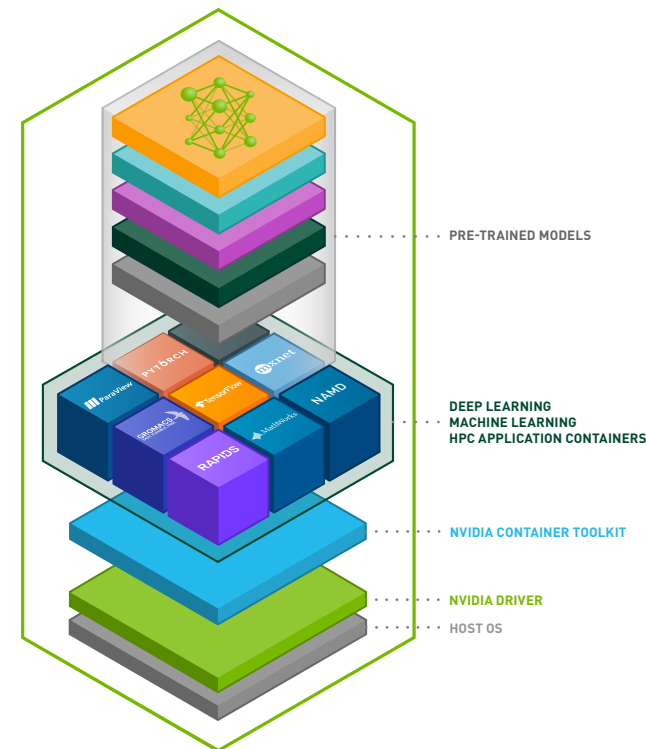 PRE-TRAINED MODELS
PYTORCH
mxnet
ParaView
TensorFlow
NAMD
GROMACS
MathWorks
RAPIDS
DEEP LEARNING
MACHINE LEARNING
HPC APPLICATION CONTAINERS
NVIDIA CONTAINER TOOLKIT
NVIDIA DRIVER
HOST OS